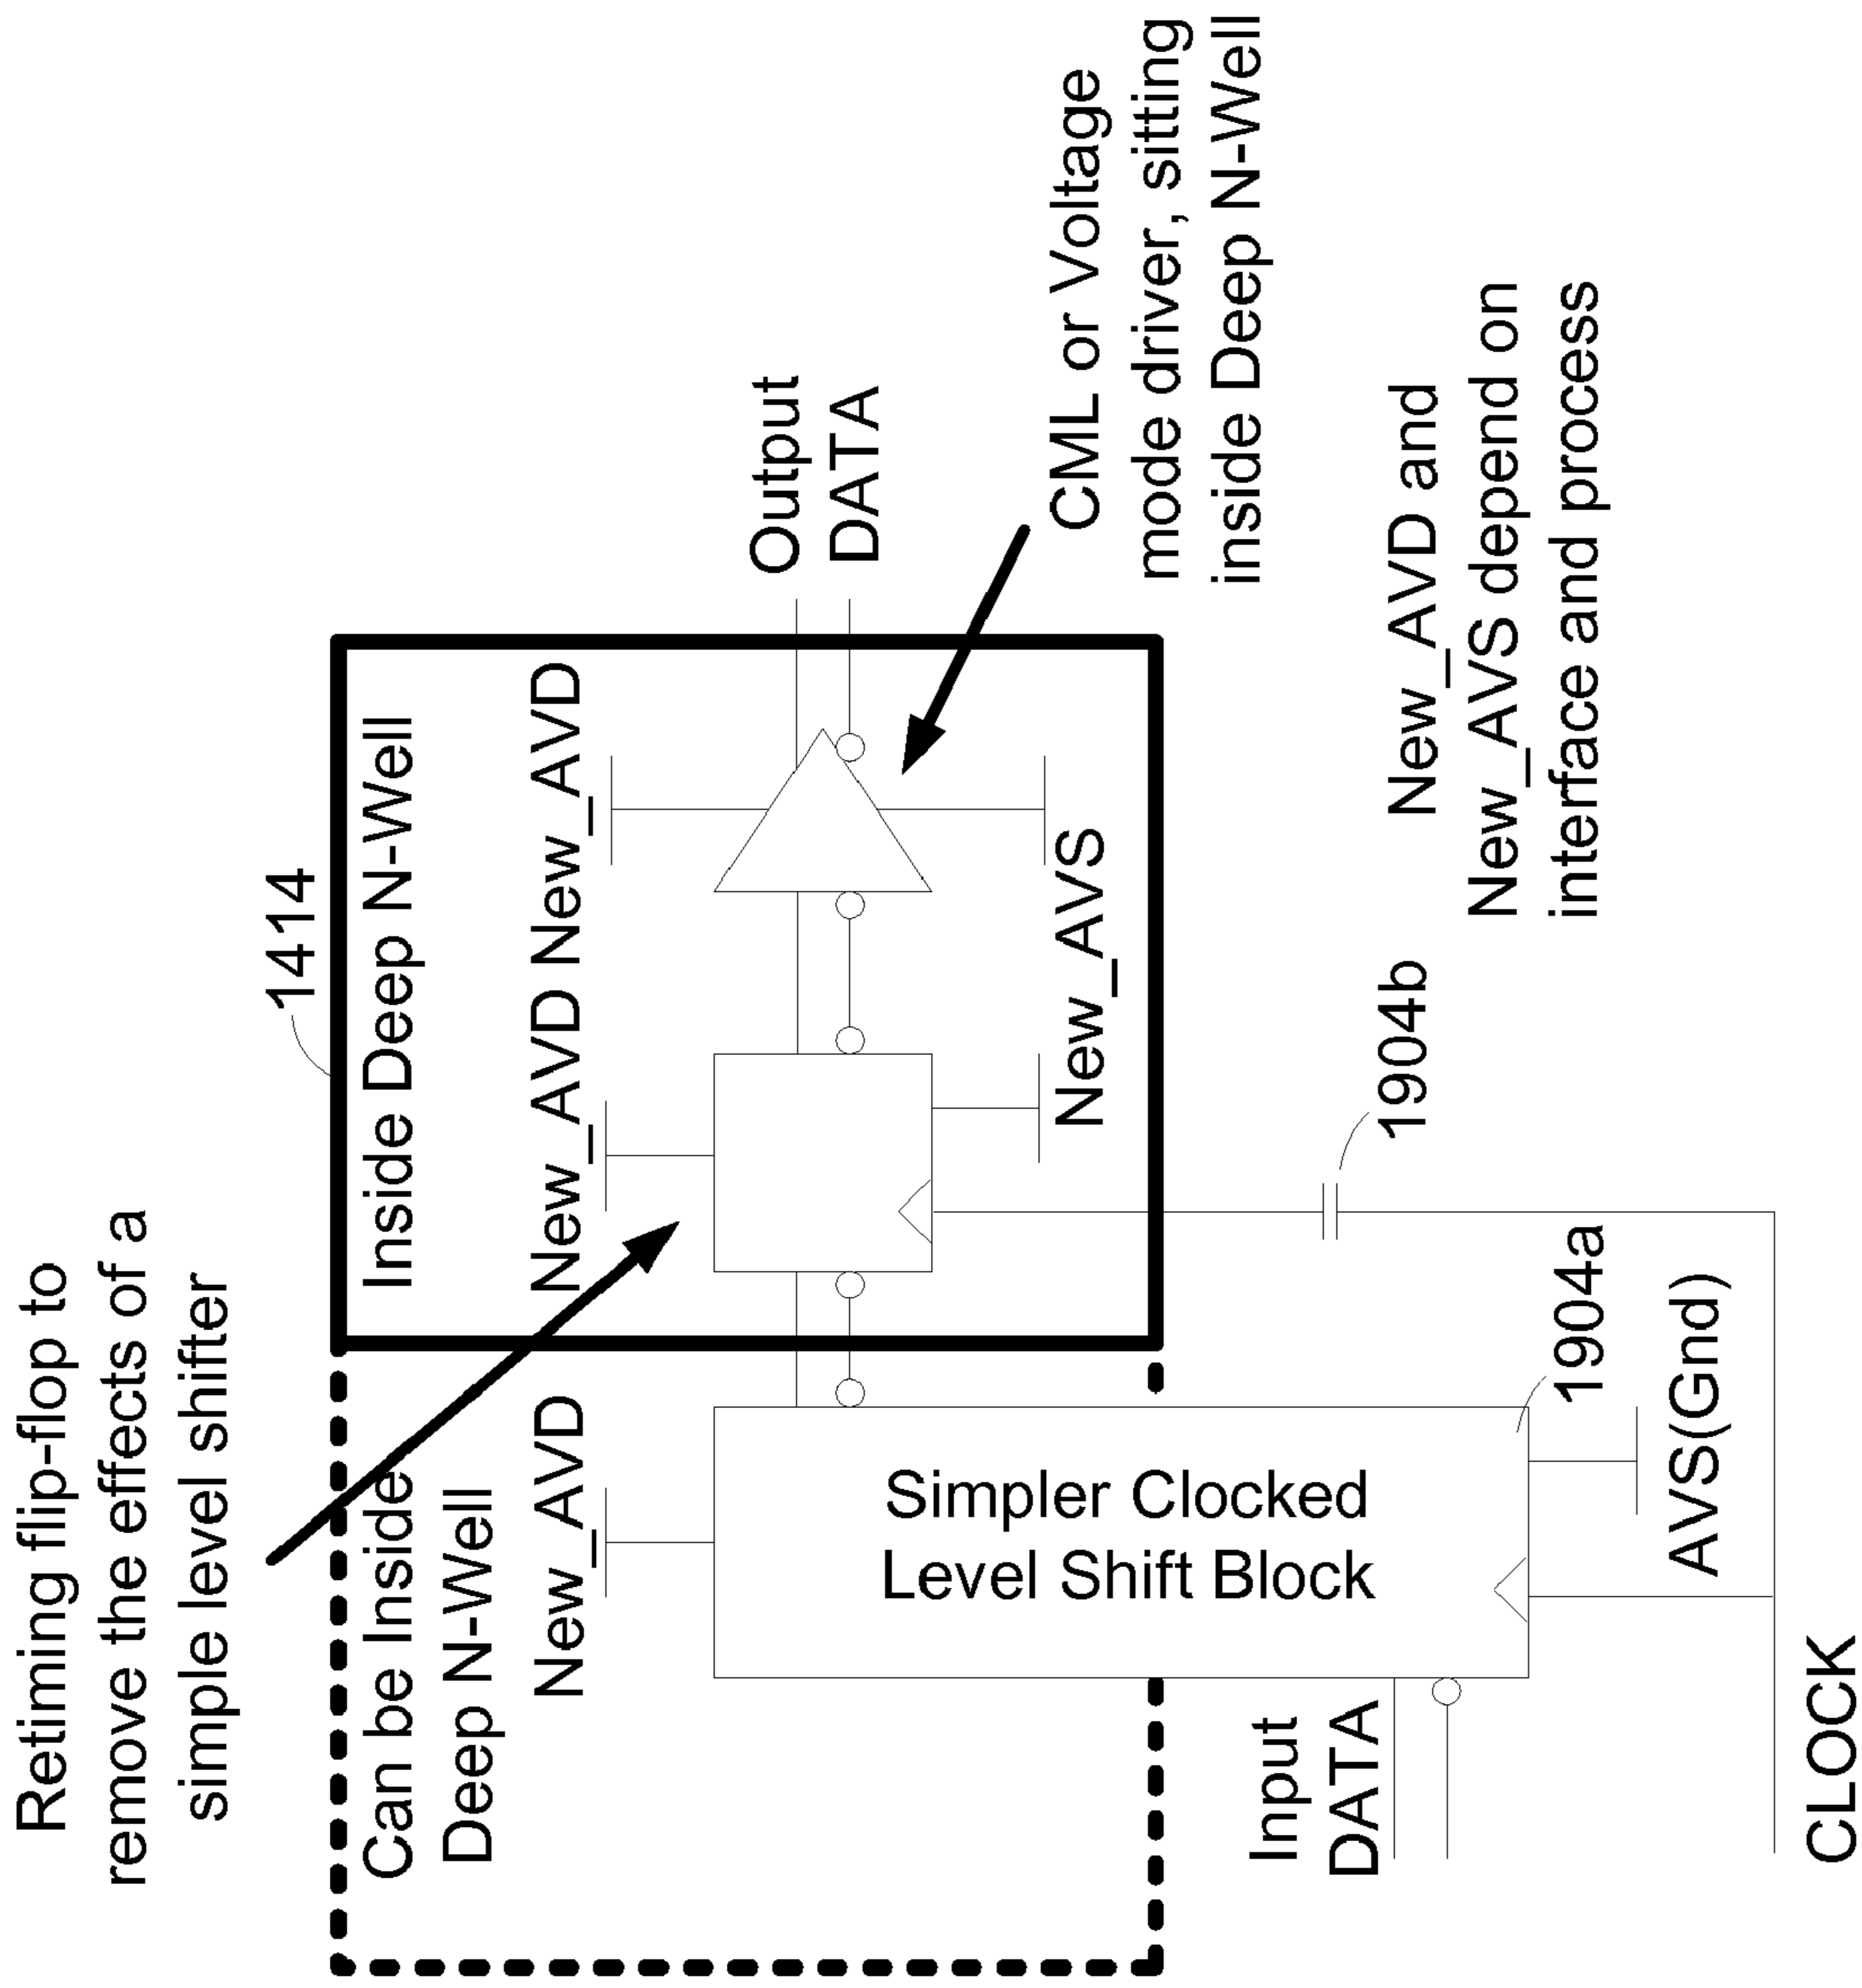 Retiming flip-flop to
remove the effects of a
simple level shifter
1414
Can be Inside
Deep N-Well
Inside Deep N-Well
New_AVD
New_AVD New_AVD
Output
DATA
Simpler Clocked
Level Shift Block
New_AVS
CML or Voltage
mode driver, sitting
inside Deep N-Well
Input
DATA
1904a
1904b
AVS(Gnd)
New_AVD and
New_AVS depend on
interface and process
CLOCK